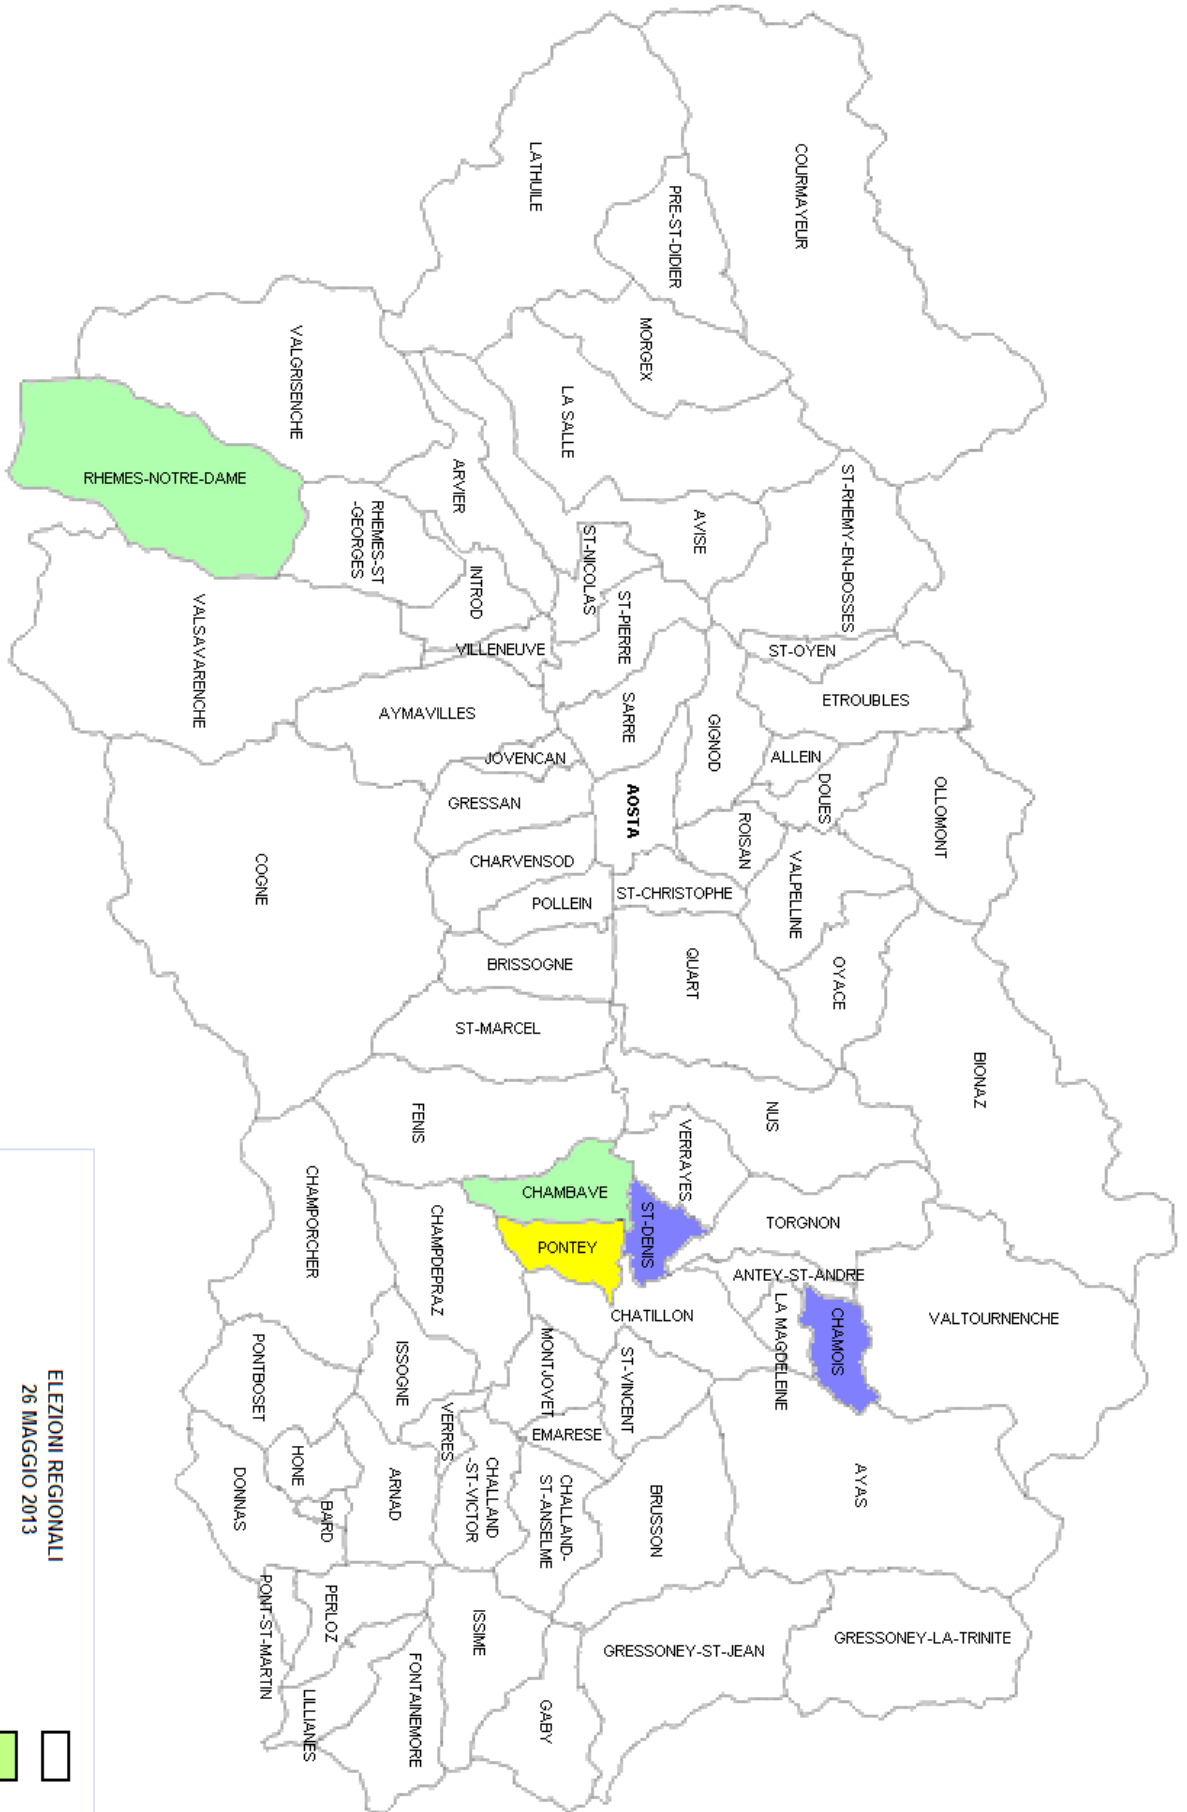 COURMAYEUR
LATHUILE
PRE-ST-DIDIER
MORGEX
LA SALLE
VALGRISENCHE
RHEMES-NOTRE-DAME
ARVIER
RHEMES-ST
-GEORGES
AVISE
ST-NICOLAS
ST-RHEMY-EN-BOSSES
INTROD
ST-PIERRE
VILLENEUVE
VALSAVARENCHE
ST-OYEN
ETROUBLES
AYMAVILLES
SARRE
GIGNOD
JOVENCAN
ALLEIN
DOUES
OLLOMONT
GRESSAN
AOSTA
ROISAN
COGNE
CHARVENSOD
POLLEIN
ST-CHRISTOPHE
VALPELLINE
BRISSOGNE
QUART
OYACE
ST-MARCEL
BIONAZ
FENIS
NUS
VERRAYES
CHAMBAVE
ST-DENIS
TORGNON
CHAMPORCHER
CHAMPDEPRAZ
PONTEY
ANTEY-ST-ANDRE
CHATILLON
LA MAGDELEINE
CHAMOIS
VALTOURNENCHE
PONTBOSET
ISSOGNE
MONTJOVET
ST-VINCENT
VERRES
EMARESE
HONE
DONNAS
BARD
ARNAD
CHALLAND
-ST-VICTOR
CHALLAND-
ST-ANSELME
BRUSSON
AYAS
PONT-ST-MARTIN
PERLOZ
LILLIANES
FONTAINEMORE
ISSIME
GABY
GRESSONEY-ST-JEAN
GRESSONEY-LA-TRINITE
ELEZIONI REGIONALI
26 MAGGIO 2013